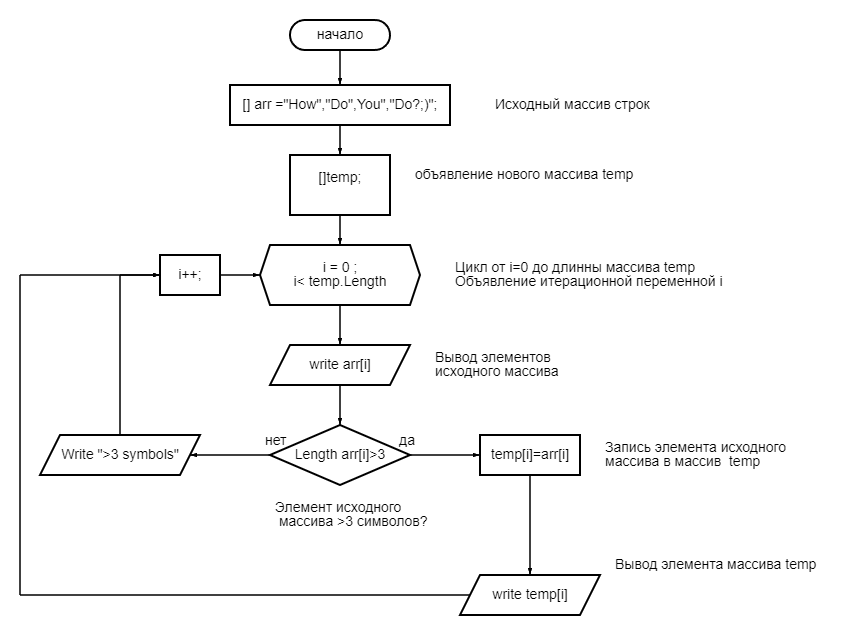 начало
[] arr ="How","Do",You","Do?;)";
Исходный массив строк
[]temp;
объявление нового массива temp
i++;
i = 0 ;
i< temp.Length
Цикл от i=0 до длинны массива temp
Объявление итерационной переменной i
write arr[i]
Вывод элементов
исходного массива
нет
да
Write ">3 symbols"
Length arr[i]>3
temp[i]=arr[i]
Запись элемента исходного
массива в массив  temp
Элемент исходного
массива >3 символов?
Вывод элемента массива temp
write temp[i]